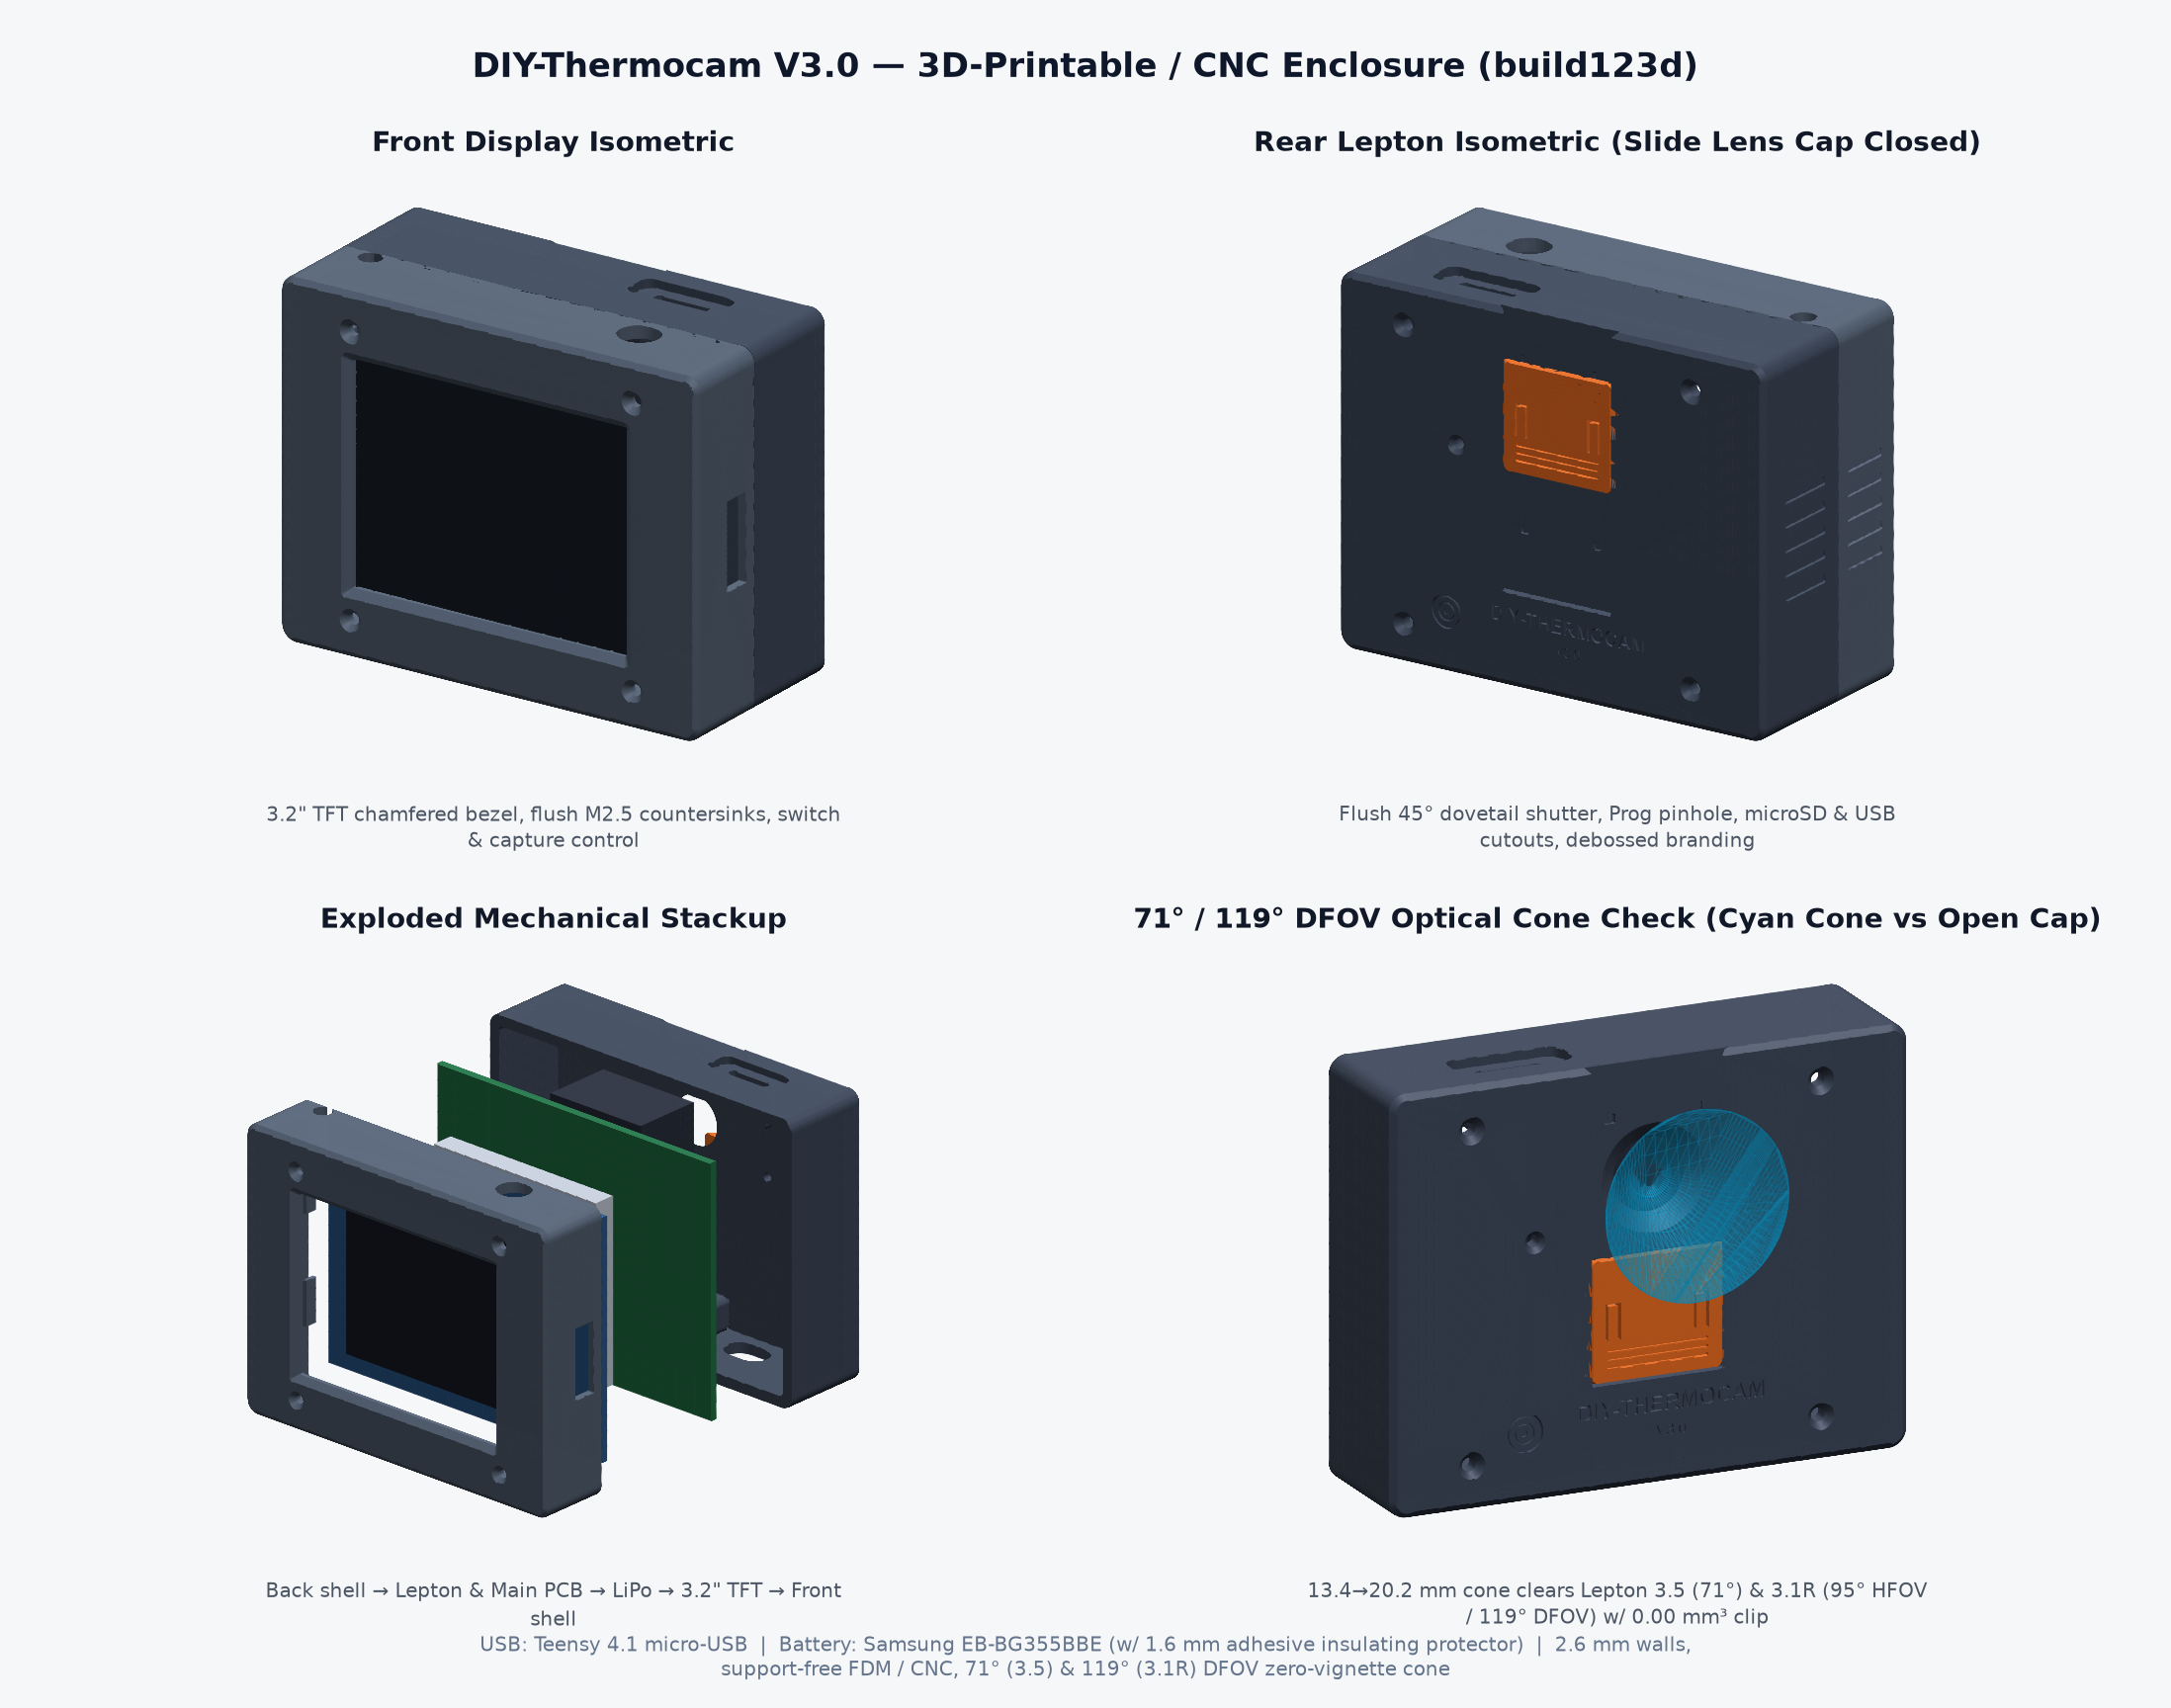 DIY-Thermocam V3.0 — 3D-Printable / CNC Enclosure (build123d)
Front Display Isometric
Rear Lepton Isometric (Slide Lens Cap Closed)
DIY-THERMOCAM
3.2" TFT chamfered bezel, flush M2.5 countersinks, switch
& capture control
Flush 45° dovetail shutter, Prog pinhole, microSD & USB
cutouts, debossed branding
Exploded Mechanical Stackup
71° / 119° DFOV Optical Cone Check (Cyan Cone vs Open Cap)
DIY-THERMOCAM
V3.0
Back shell → Lepton & Main PCB → LiPo → 3.2" TFT → Front
shell
13.4→20.2 mm cone clears Lepton 3.5 (71°) & 3.1R (95° HFOV
/ 119° DFOV) w/ 0.00 mm³ clip
USB: Teensy 4.1 micro-USB | Battery: Samsung EB-BG355BBE (w/ 1.6 mm adhesive insulating protector) | 2.6 mm walls,
support-free FDM / CNC, 71° (3.5) & 119° (3.1R) DFOV zero-vignette cone